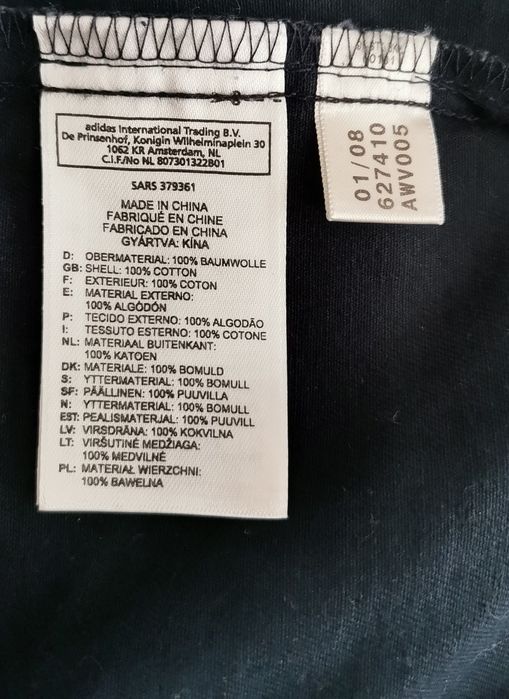 adidas International Trading B.V.
De Prinsenhof, Konigin Wilhelminaplein 30
1062 KR Amsterdam, NL
C.I.F./No NL 807301322B01
SARS 379361
MADE IN CHINA
FABRIQUÉ EN CHINE
FABRICADO EN CHINA
GYÁRTVA: KÍNA
D: OBERMATERIAL: 100% BAUMWOLLE
GB: SHELL: 100% COTTON
F: EXTERIEUR: 100% COTON
E: MATERIAL EXTERNO:
100% ALGODÓN
P: TECIDO EXTERNO: 100% ALGODÃO
I: TESSUTO ESTERNO: 100% COTONE
NL: MATERIAAL BUITENKANT:
100% KATOEN
DK: MATERIALE: 100% BOMULD
S: YTTERMATERIAL: 100% BOMULL
SF: PÄÄLLINEN: 100% PUUVILLA
N: YTTERMATERIAL: 100% BOMULL
EST: PEALISMATERJAL: 100% PUUVILL
LV: VIRSDRĀNA: 100% KOKVILNA
LT: VIRŠUTINĖ MEDŽIAGA:
100% MEDVILNĖ
PL: MATERIAŁ WIERZCHNI:
100% BAWEŁNA
01/08
627410
AWV005